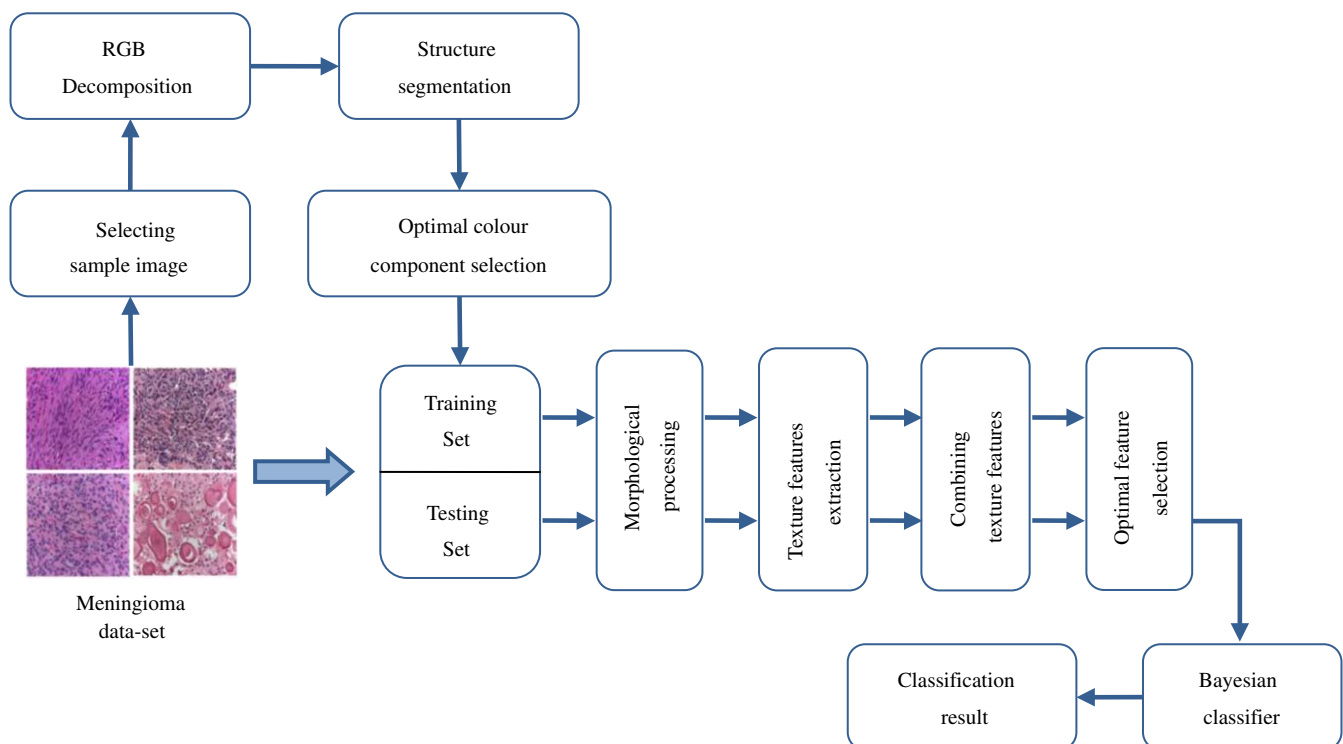 RGB
Decomposition
Structure
segmentation
Selecting
sample image
Optimal colour
component selection
Meningioma
data-set
Training
Set
Testing
Set
Morphological
processing
Texture features
extraction
Combining
texture features
Optimal feature
selection
Bayesian
classifier
Classification
result